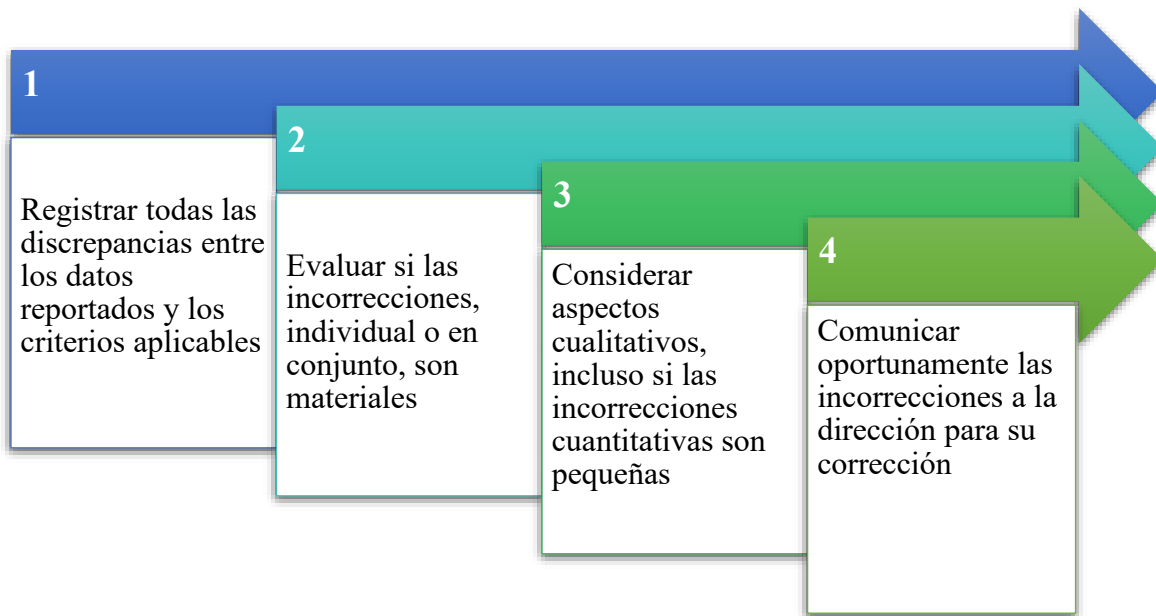 1
Registrar todas las
discrepancias entre
los datos
reportados y los
criterios aplicables
2
Evaluar si las
incorrecciones,
individual o en
conjunto, son
materiales
3
Considerar
aspectos
cualitativos,
incluso si las
incorrecciones
cuantitativas son
pequeñas
4
Comunicar
oportunamente las
incorrecciones a la
dirección para su
corrección